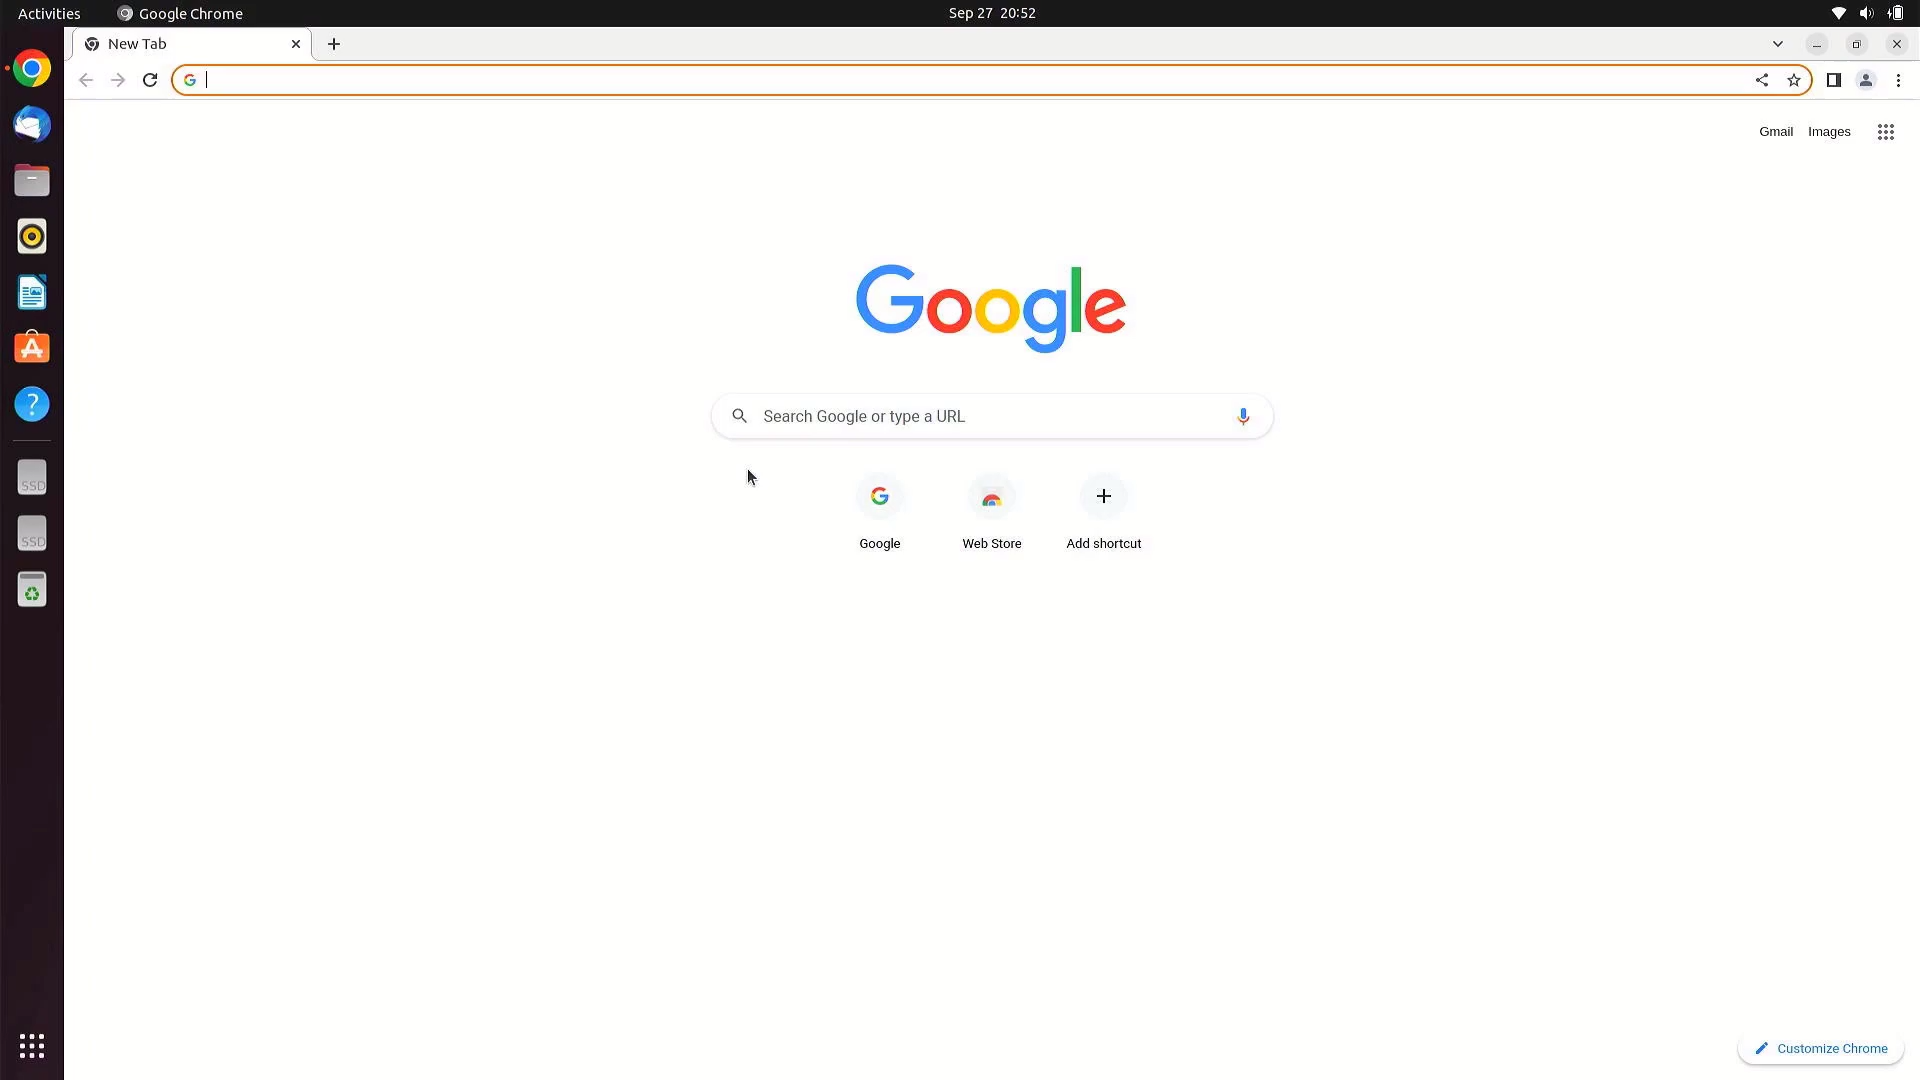 Activities
Google Chrome
Sep 27 20:52
New Tab
Gmail
Images
Google
Search Google or type a URL
Google
Web Store
Add shortcut
SSD
SSD
Customize Chrome